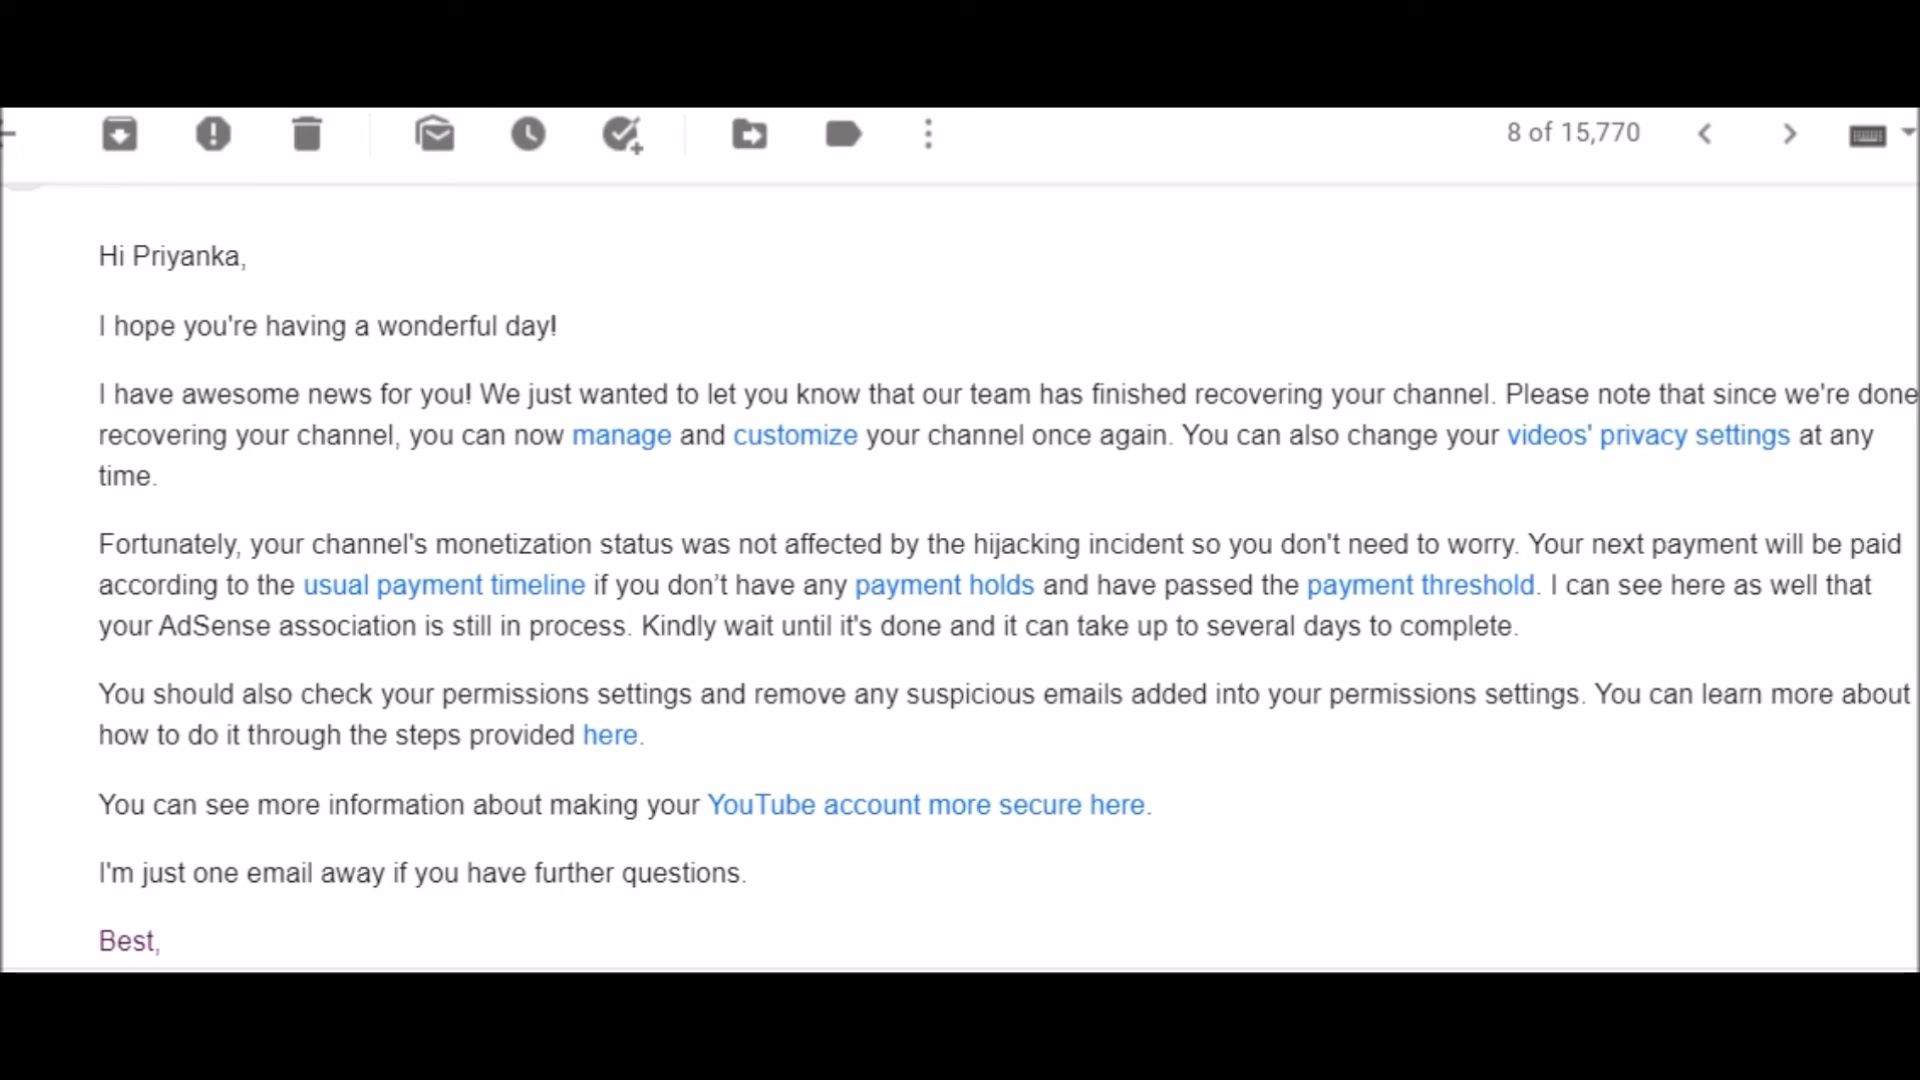 8 of 15,770
Hi Priyanka,
I hope you're having a wonderful day!
I have awesome news for you! We just wanted to let you know that our team has finished recovering your channel. Please note that since we're done
recovering your channel, you can now manage and customize your channel once again. You can also change your videos' privacy settings at any
time.
Fortunately, your channel's monetization status was not affected by the hijacking incident so you don't need to worry. Your next payment will be paid
according to the usual payment timeline if you don’t have any payment holds and have passed the payment threshold. I can see here as well that
your AdSense association is still in process. Kindly wait until it's done and it can take up to several days to complete.
You should also check your permissions settings and remove any suspicious emails added into your permissions settings. You can learn more about
how to do it through the steps provided here.
You can see more information about making your YouTube account more secure here.
I'm just one email away if you have further questions.
Best,